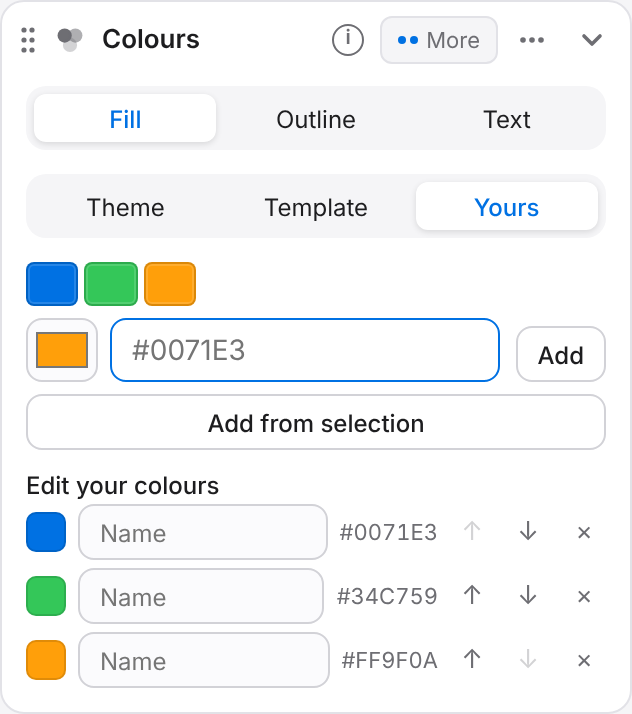 Colours
More
Fill Outline Text
Theme Template Yours
#0071E3 Add
Add from selection
Edit your colours
Name #0071E3 ↑ ↓ ×
Name #34C759 ↑ ↓ ×
Name #FF9F0A ↑ ↓ ×